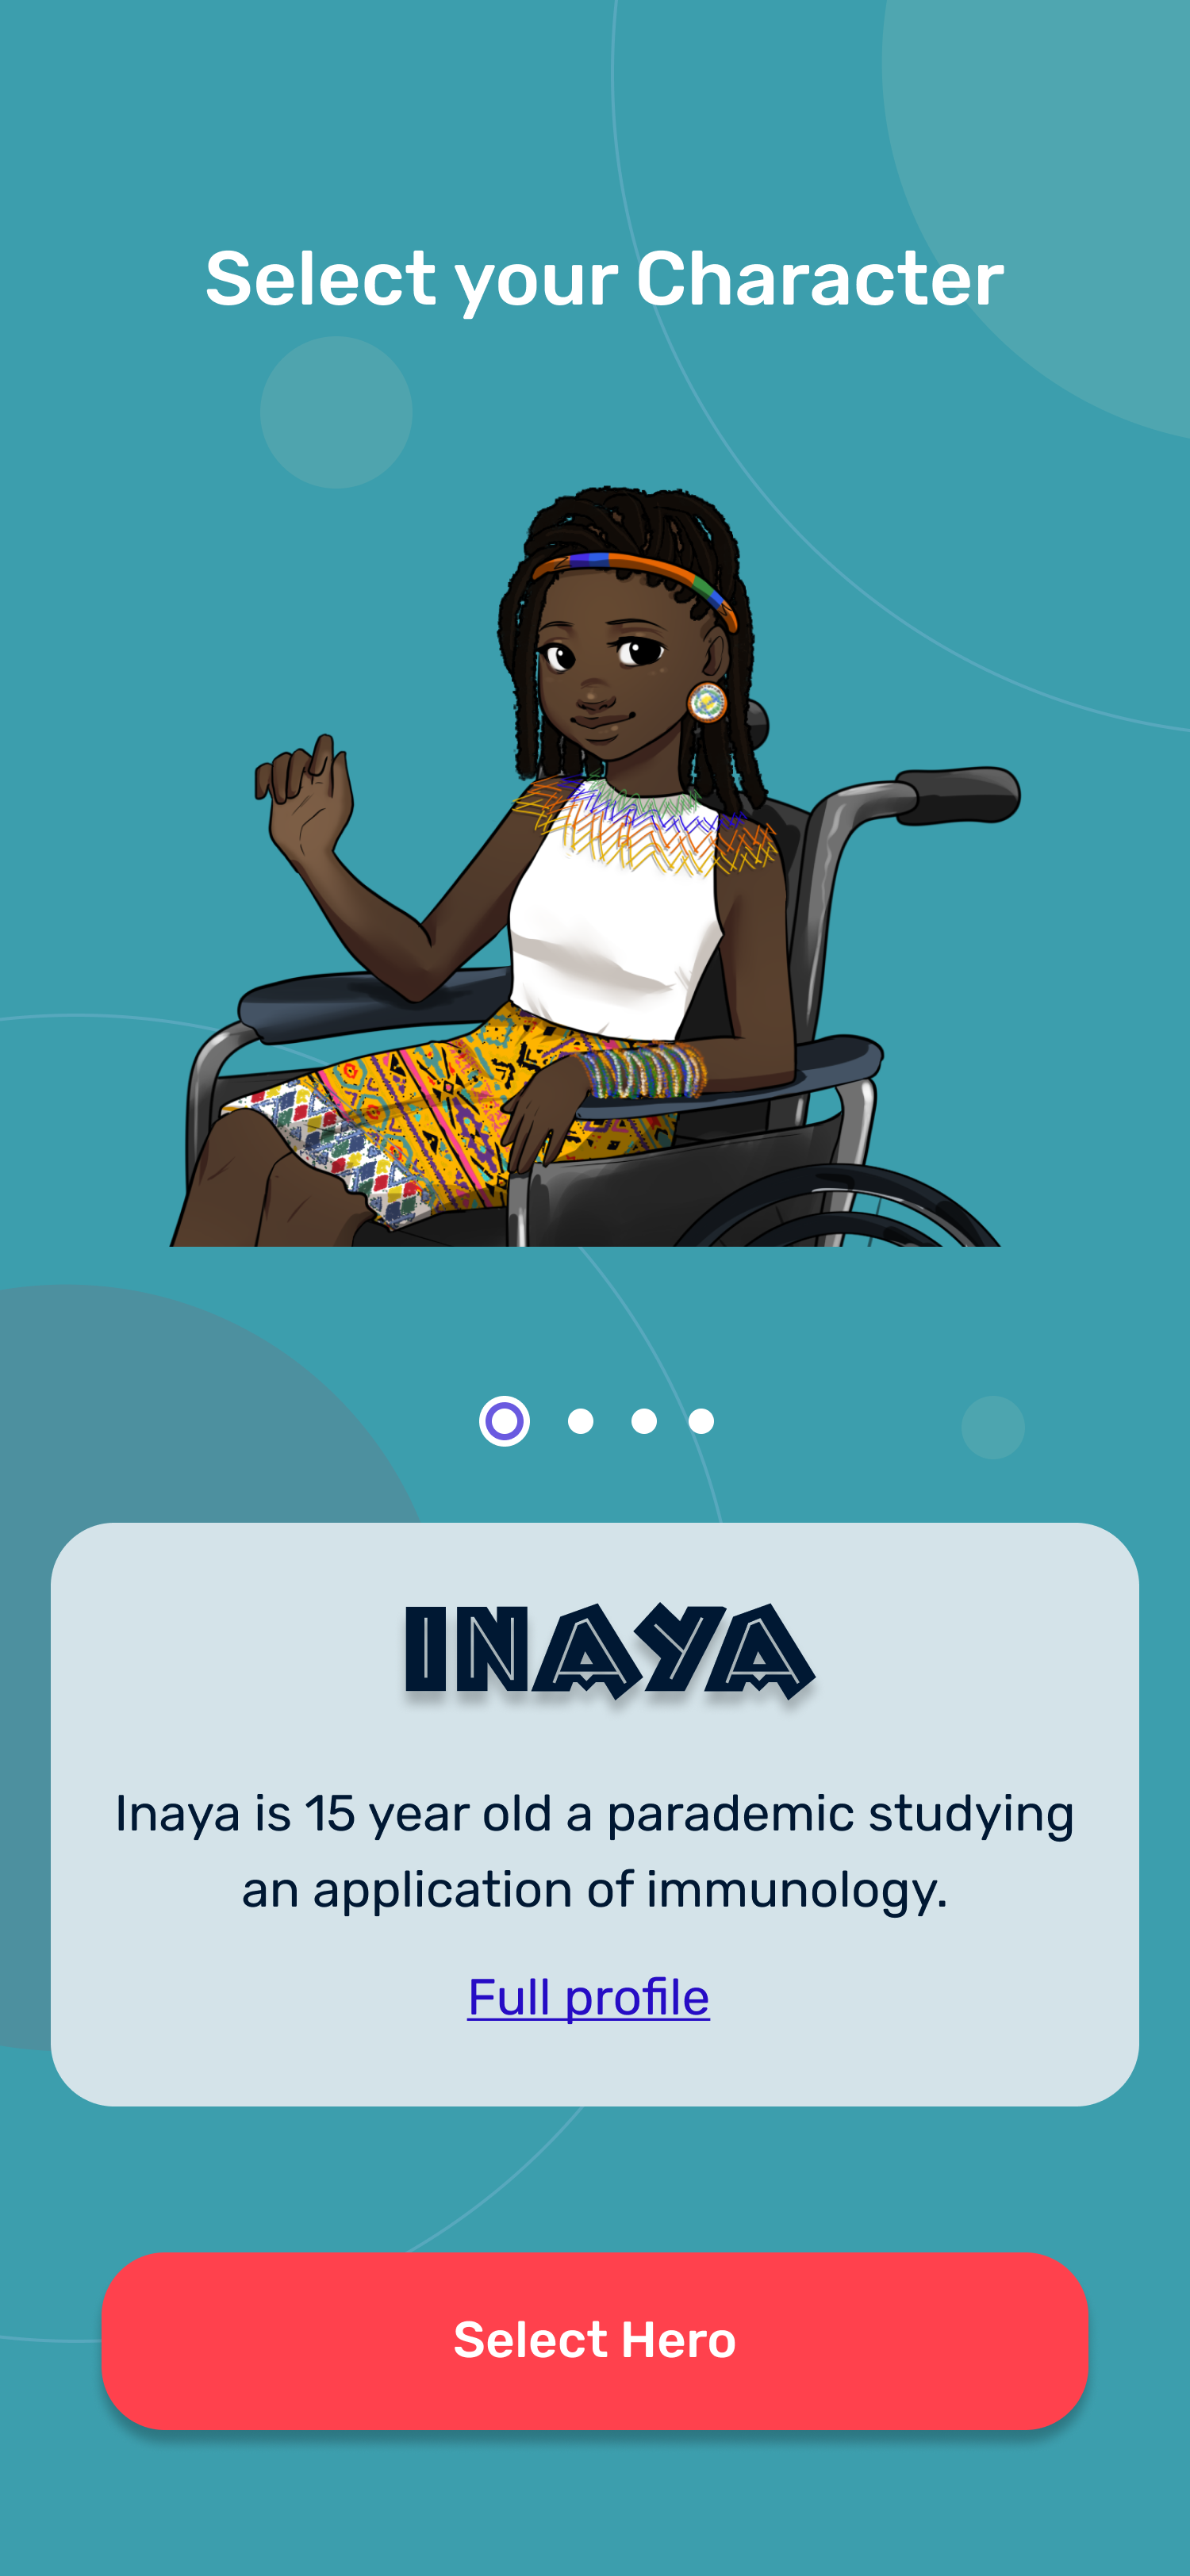 Select your Character
INAYA
Inaya is 15 year old a parademic studying
an application of immunology.
Full profile
Select Hero